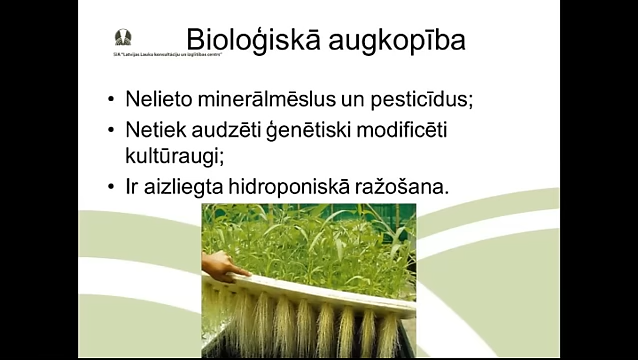 Bioloģiskā augkopība
SIA "Latvijas Lauku konsultāciju un izglītības centrs"
• Nelieto minerālmēslus un pesticīdus;
• Netiek audzēti ģenētiski modificēti
kultūraugi;
• Ir aizliegta hidroponiskā ražošana.